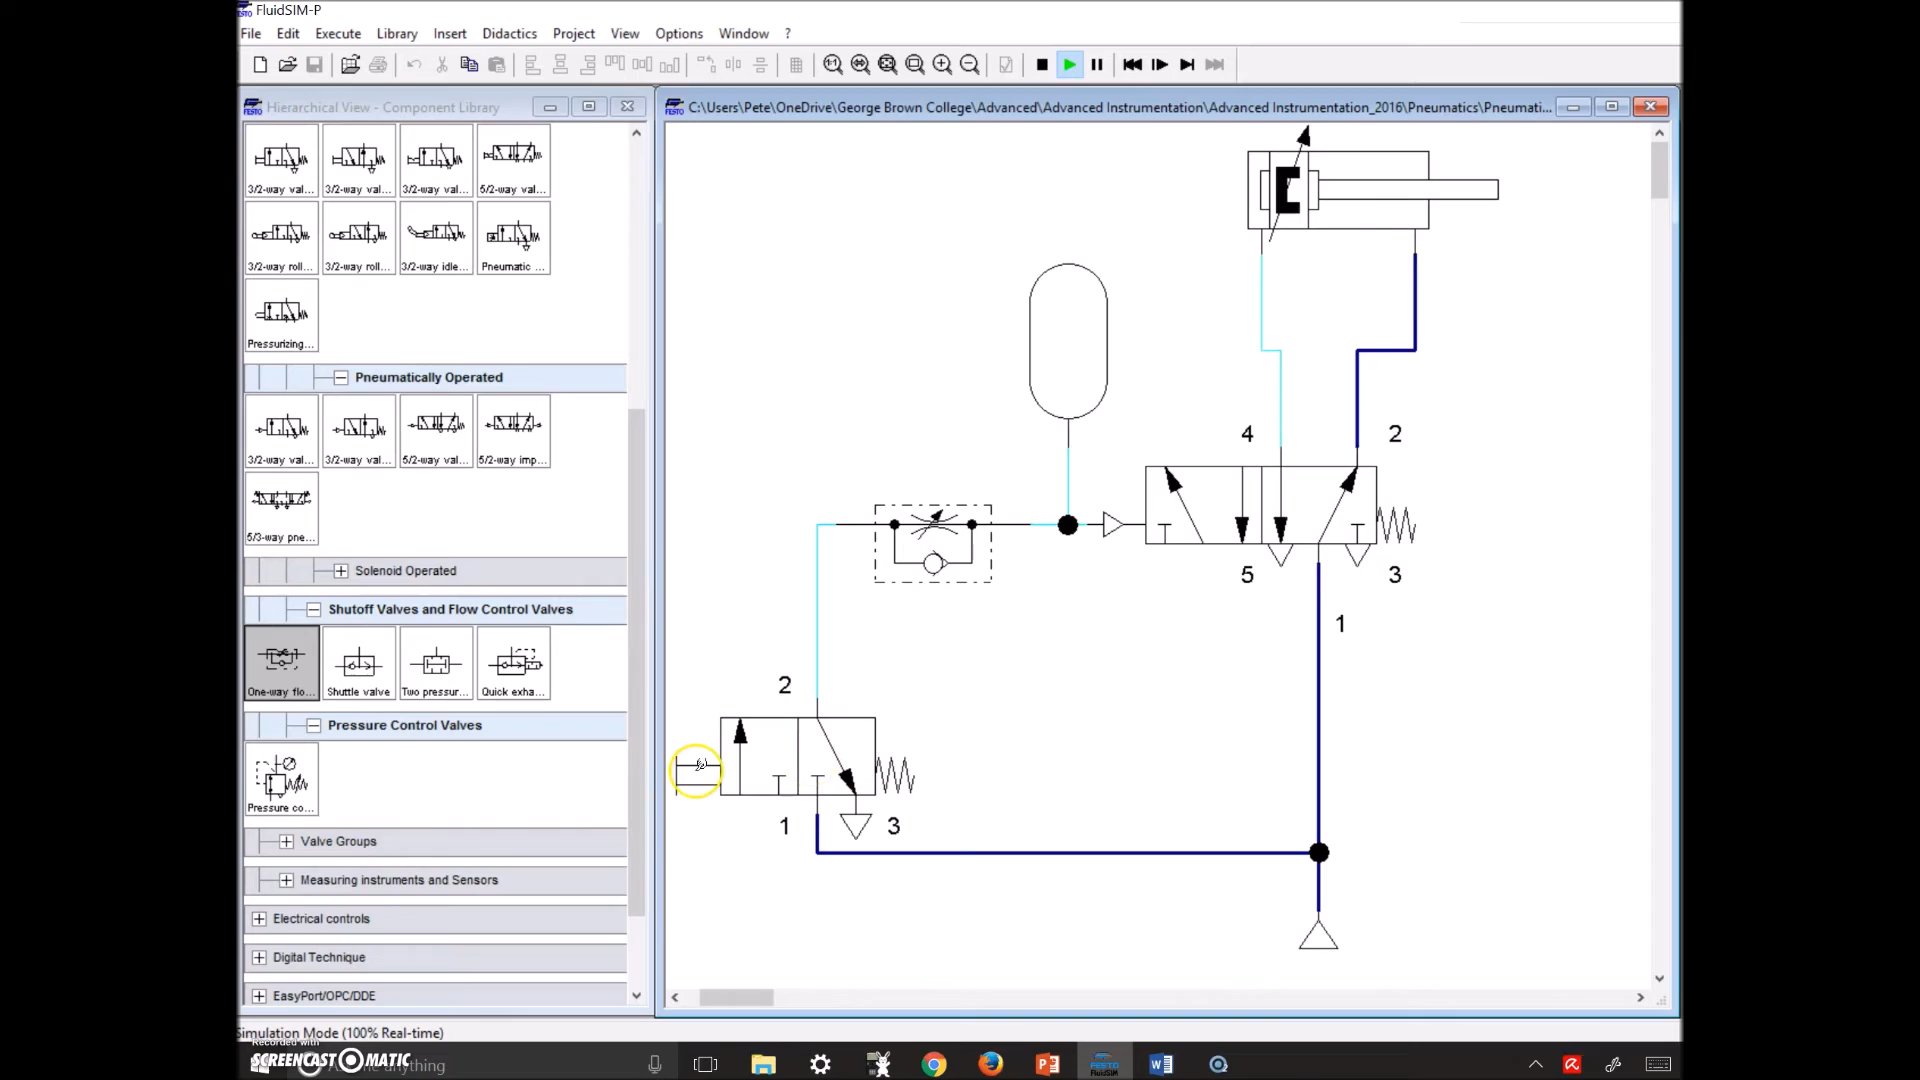 FluidSIM-P
File Edit Execute Library Insert Didactics Project View Options Window ?
FESTO Hierarchical View - Component Library
FESTO C:\Users\Pete\OneDrive\George Brown College\Advanced\Advanced Instrumentation\Advanced Instrumentation_2016\Pneumatics\Pneumati...
3/2-way val... 3/2-way val... 3/2-way val... 5/2-way val...
3/2-way roll... 3/2-way roll... 3/2-way idle... Pneumatic ...
Pressurizing...
Pneumatically Operated
3/2-way val... 3/2-way val... 5/2-way val... 5/2-way imp...
5/3-way pne...
Solenoid Operated
Shutoff Valves and Flow Control Valves
One-way flo... Shuttle valve Two pressur... Quick exha...
Pressure Control Valves
Pressure co...
Valve Groups
Measuring instruments and Sensors
Electrical controls
Digital Technique
EasyPort/OPC/DDE
4 2
5 3
1
2
1 3
Simulation Mode (100% Real-time)
Recorded with
SCREENCAST-O-MATIC
anything
FESTO
FluidSIM